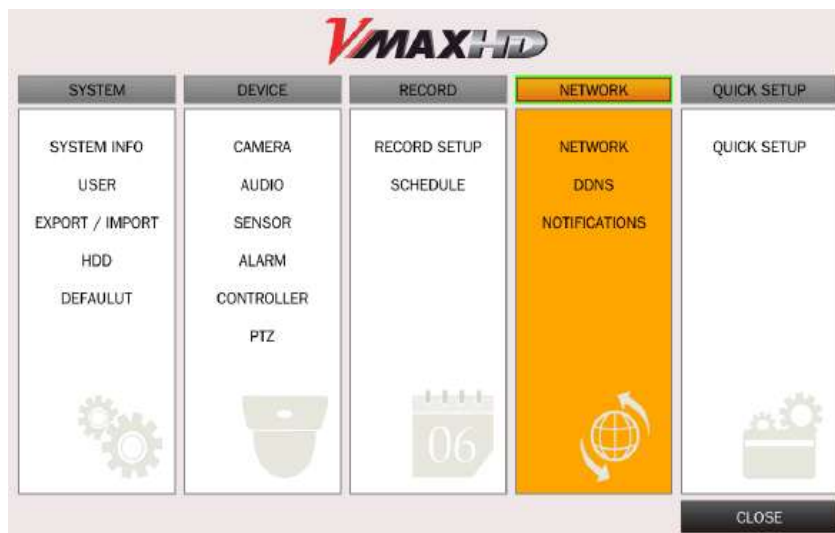 VMAXHD
SYSTEM DEVICE RECORD NETWORK QUICK SETUP
SYSTEM INFO CAMERA RECORD SETUP NETWORK QUICK SETUP
USER AUDIO SCHEDULE DDNS
EXPORT / IMPORT SENSOR NOTIFICATIONS
HDD ALARM
DEFAULUT CONTROLLER
PTZ
06
CLOSE